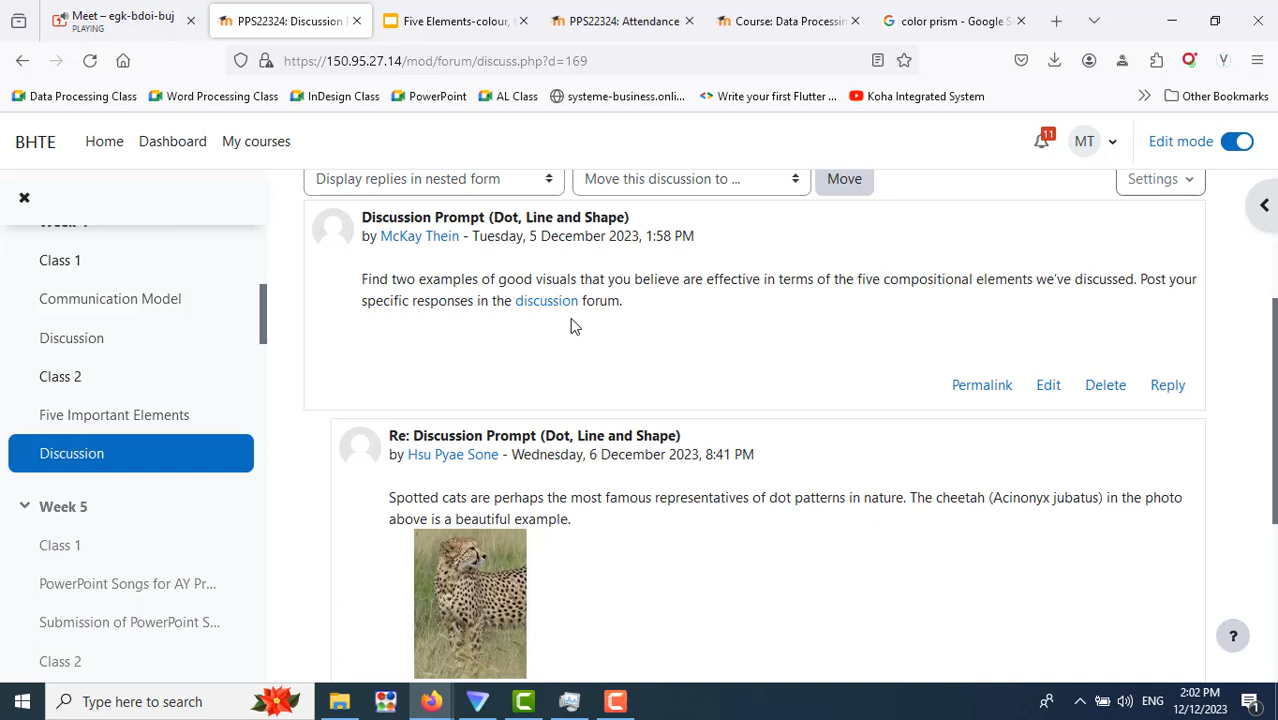 Meet – egk-bdoi-buj
PLAYING
PPS22324: Discussion
Five Elements-colour, f
PPS22324: Attendance
Course: Data Processin
color prism - Google S
https://150.95.27.14/mod/forum/discuss.php?d=169
Data Processing Class
Word Processing Class
InDesign Class
PowerPoint
AL Class
systeme-business.onli...
Write your first Flutter ...
Koha Integrated System
Other Bookmarks
BHTE
Home
Dashboard
My courses
11
MT
Edit mode
Display replies in nested form
Move this discussion to ...
Move
Settings
Class 1
Communication Model
Discussion
Class 2
Five Important Elements
Discussion
Week 5
Class 1
PowerPoint Songs for AY Pr...
Submission of PowerPoint S...
Class 2
Discussion Prompt (Dot, Line and Shape)
by McKay Thein - Tuesday, 5 December 2023, 1:58 PM
Find two examples of good visuals that you believe are effective in terms of the five compositional elements we've discussed. Post your
specific responses in the discussion forum.
Permalink Edit Delete Reply
Re: Discussion Prompt (Dot, Line and Shape)
by Hsu Pyae Sone - Wednesday, 6 December 2023, 8:41 PM
Spotted cats are perhaps the most famous representatives of dot patterns in nature. The cheetah (Acinonyx jubatus) in the photo
above is a beautiful example.
?
Type here to search
ENG
2:02 PM
12/12/2023
1